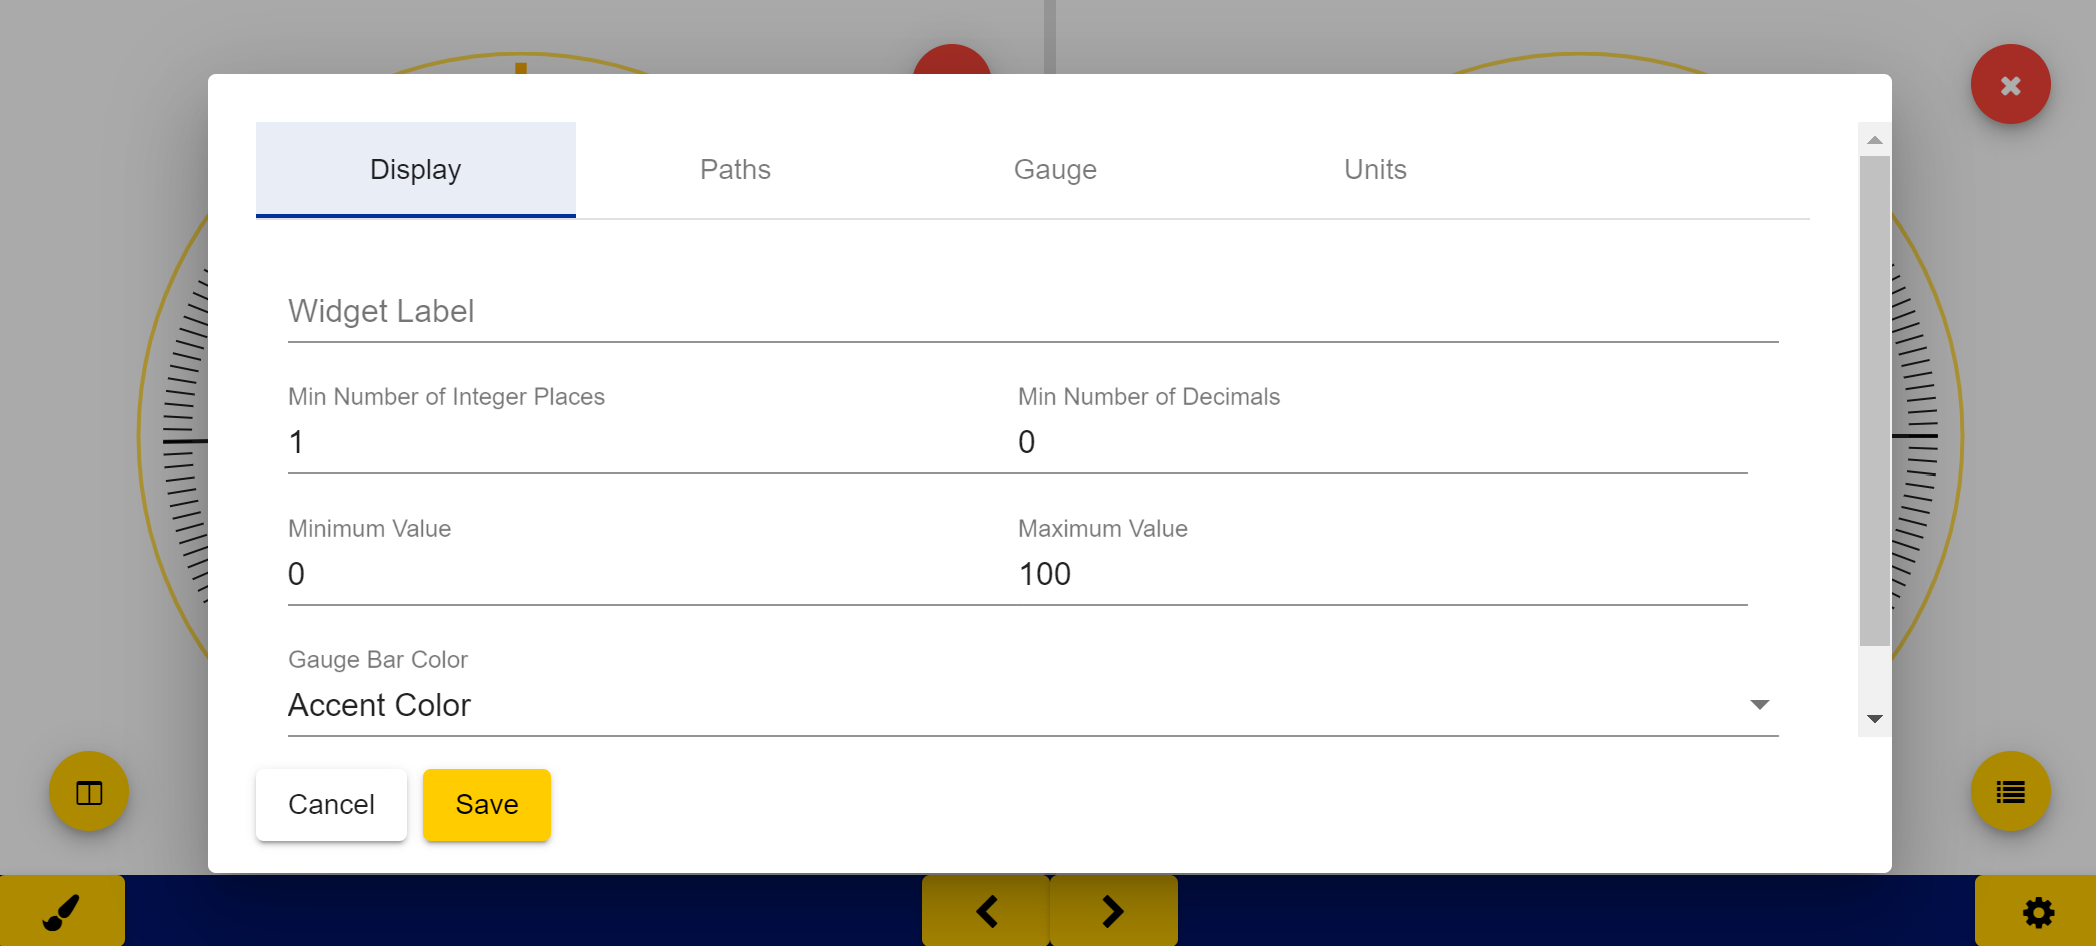 Display Paths Gauge Units
Widget Label
Min Number of Integer Places Min Number of Decimals
1 0
Minimum Value Maximum Value
0 100
Gauge Bar Color
Accent Color
Cancel Save